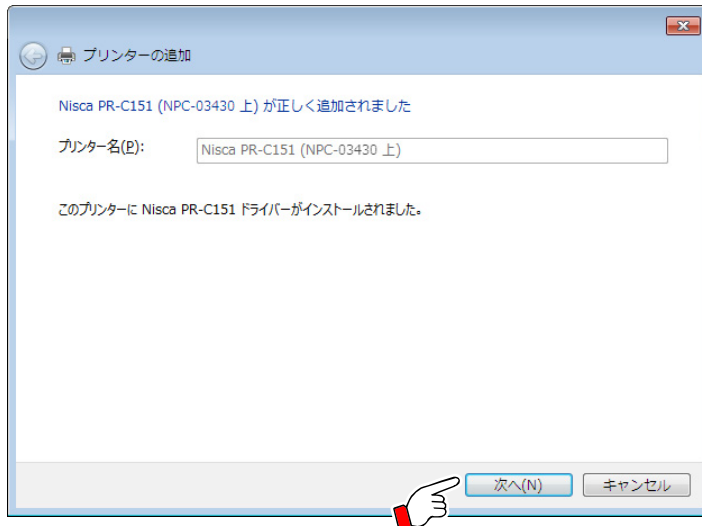 プリンターの追加
Nisca PR-C151 (NPC-03430 上) が正しく追加されました
プリンター名(P): Nisca PR-C151 (NPC-03430 上)
このプリンターに Nisca PR-C151 ドライバーがインストールされました。
次へ(N) キャンセル